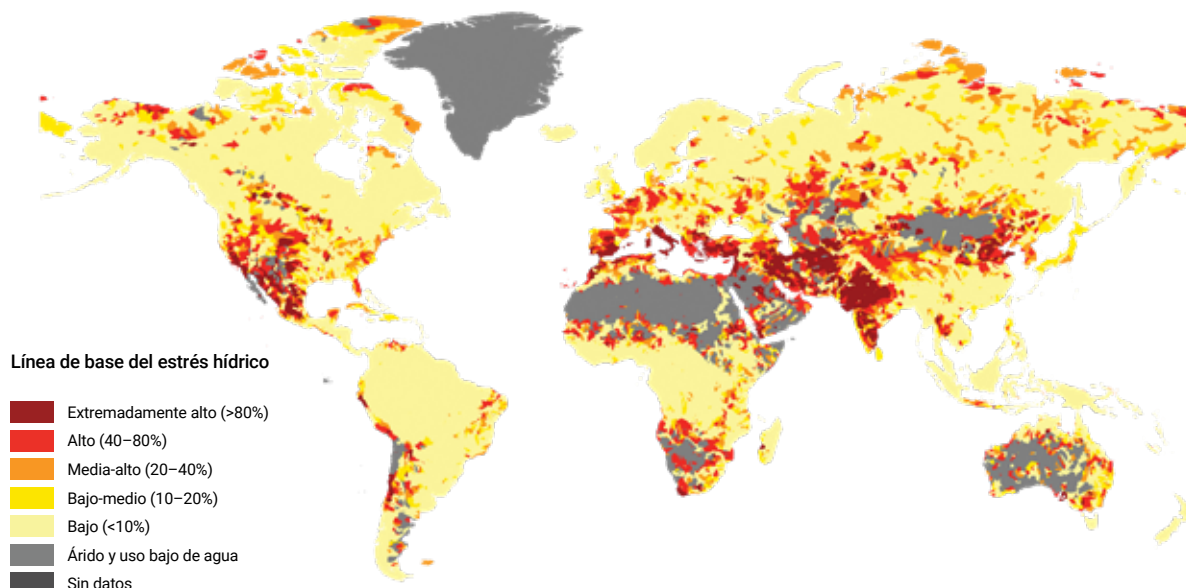 Línea de base del estrés hídrico
Extremadamente alto (>80%)
Alto (40–80%)
Media-alto (20–40%)
Bajo-medio (10–20%)
Bajo (<10%)
Árido y uso bajo de agua
Sin datos